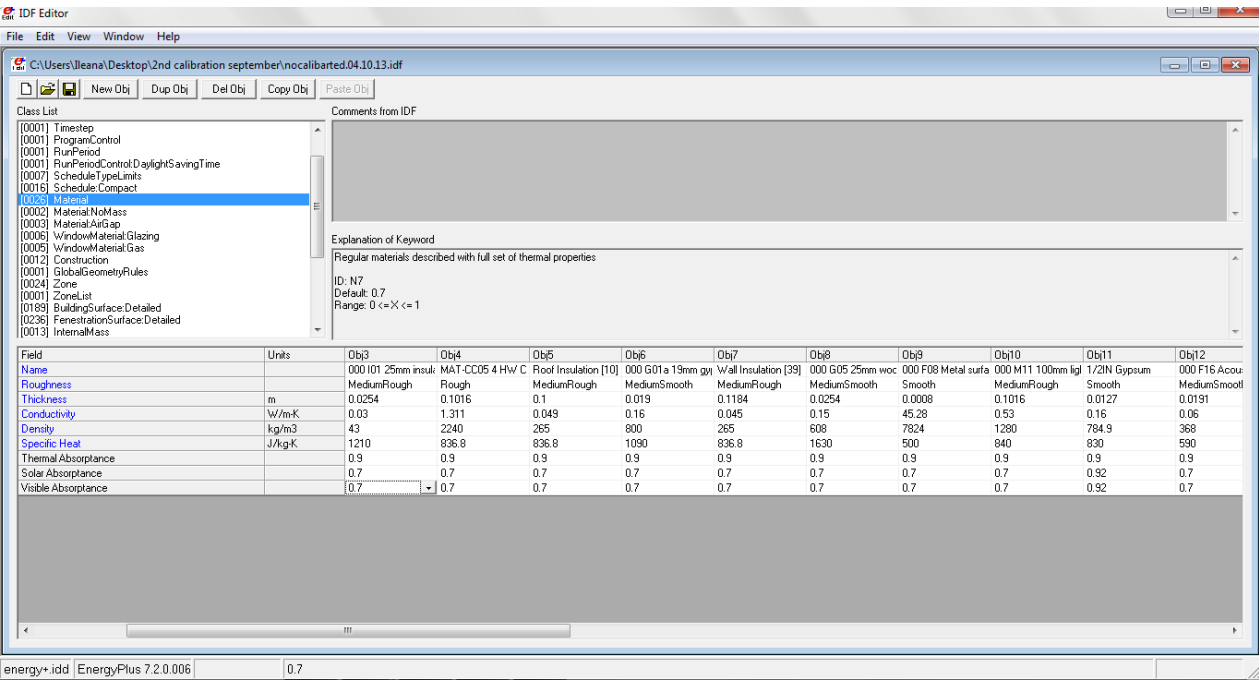 IDF Editor
File Edit View Window Help
C:\Users\Ileana\Desktop\2nd calibration september\nocalibarted.04.10.13.idf
New Obj Dup Obj Del Obj Copy Obj Paste Obj
Class List
[0001] Timestep
[0001] ProgramControl
[0001] RunPeriod
[0001] RunPeriodControl:DaylightSavingTime
[0007] ScheduleTypeLimits
[0016] Schedule:Compact
[0026] Material
[0002] Material:NoMass
[0003] Material:AirGap
[0006] WindowMaterial:Glazing
[0005] WindowMaterial:Gas
[0012] Construction
[0001] GlobalGeometryRules
[0024] Zone
[0001] ZoneList
[0189] BuildingSurface:Detailed
[0236] FenestrationSurface:Detailed
[0013] InternalMass
Comments from IDF
Explanation of Keyword
Regular materials described with full set of thermal properties
ID: N7
Default: 0.7
Range: 0 <= X <= 1
Field Units Obj3 Obj4 Obj5 Obj6 Obj7 Obj8 Obj9 Obj10 Obj11 Obj12
Name 000 I01 25mm insula MAT-CC05 4 HW C Roof Insulation [10] 000 G01a 19mm gyp Wall Insulation [39] 000 G05 25mm woo 000 F08 Metal surfa 000 M11 100mm ligl 1/2IN Gypsum 000 F16 Acou
Roughness MediumRough Rough MediumRough MediumSmooth MediumRough MediumSmooth Smooth MediumRough Smooth MediumSmooth
Thickness m 0.0254 0.1016 0.1 0.019 0.1184 0.0254 0.0008 0.1016 0.0127 0.0191
Conductivity W/m-K 0.03 1.311 0.049 0.16 0.045 0.15 45.28 0.53 0.16 0.06
Density kg/m3 43 2240 265 800 265 608 7824 1280 784.9 368
Specific Heat J/kg-K 1210 836.8 836.8 1090 836.8 1630 500 840 830 590
Thermal Absorptance 0.9 0.9 0.9 0.9 0.9 0.9 0.9 0.9 0.9 0.9
Solar Absorptance 0.7 0.7 0.7 0.7 0.7 0.7 0.7 0.7 0.92 0.7
Visible Absorptance 0.7 0.7 0.7 0.7 0.7 0.7 0.7 0.7 0.92 0.7
energy+.idd EnergyPlus 7.2.0.006 0.7